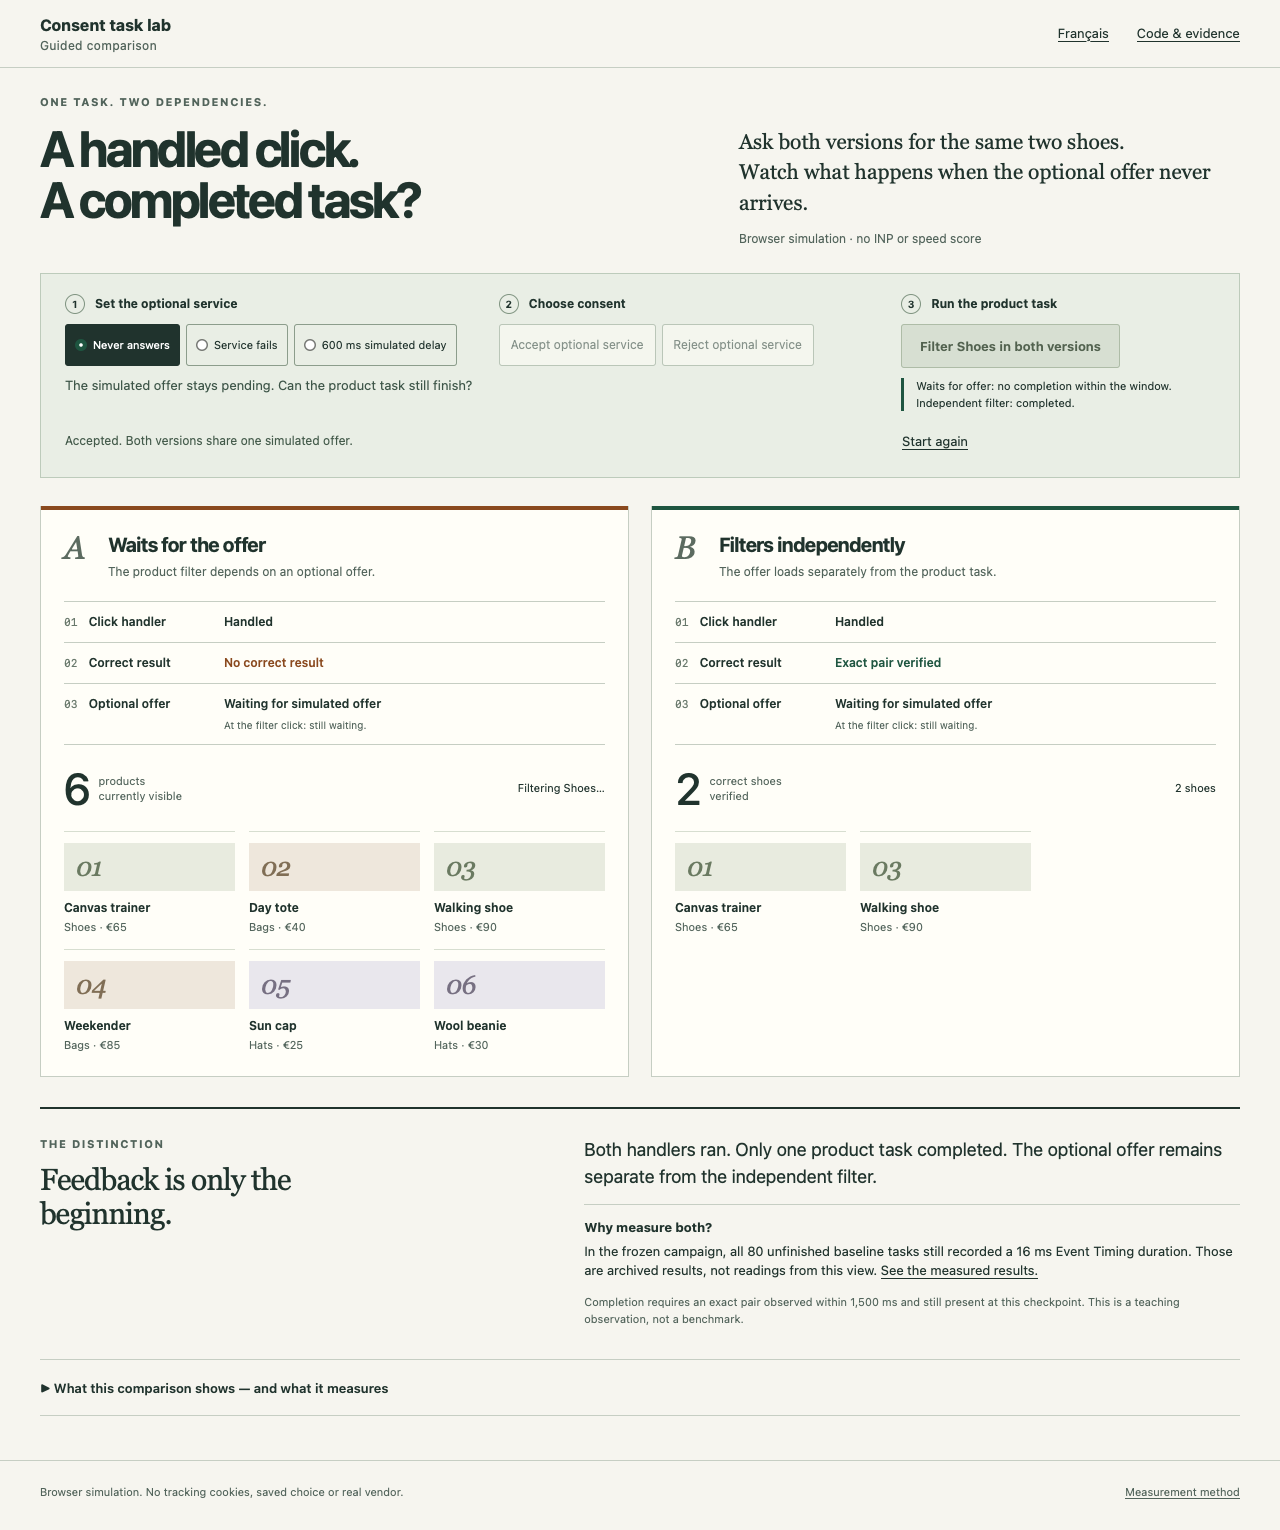 Consent task lab
Guided comparison
Français
Code & evidence
ONE TASK. TWO DEPENDENCIES.
A handled click.
A completed task?
Ask both versions for the same two shoes.
Watch what happens when the optional offer never
arrives.
Browser simulation · no INP or speed score
1 Set the optional service
Never answers
Service fails
600 ms simulated delay
The simulated offer stays pending. Can the product task still finish?
Accepted. Both versions share one simulated offer.
2 Choose consent
Accept optional service
Reject optional service
3 Run the product task
Filter Shoes in both versions
Waits for offer: no completion within the window.
Independent filter: completed.
Start again
A Waits for the offer
The product filter depends on an optional offer.
01 Click handler Handled
02 Correct result No correct result
03 Optional offer Waiting for simulated offer
At the filter click: still waiting.
6 products
currently visible
Filtering Shoes…
01
Canvas trainer
Shoes · €65
02
Day tote
Bags · €40
03
Walking shoe
Shoes · €90
04
Weekender
Bags · €85
05
Sun cap
Hats · €25
06
Wool beanie
Hats · €30
B Filters independently
The offer loads separately from the product task.
01 Click handler Handled
02 Correct result Exact pair verified
03 Optional offer Waiting for simulated offer
At the filter click: still waiting.
2 correct shoes
verified
2 shoes
01
Canvas trainer
Shoes · €65
03
Walking shoe
Shoes · €90
THE DISTINCTION
Feedback is only the
beginning.
Both handlers ran. Only one product task completed. The optional offer remains
separate from the independent filter.
Why measure both?
In the frozen campaign, all 80 unfinished baseline tasks still recorded a 16 ms Event Timing duration. Those
are archived results, not readings from this view. See the measured results.
Completion requires an exact pair observed within 1,500 ms and still present at this checkpoint. This is a teaching
observation, not a benchmark.
What this comparison shows — and what it measures
Browser simulation. No tracking cookies, saved choice or real vendor.
Measurement method